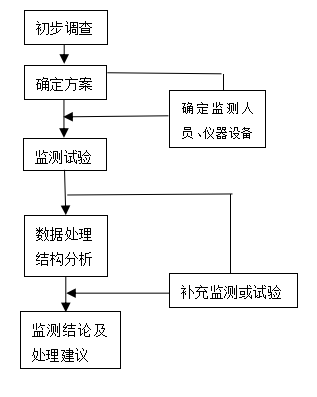 初步调查
确定方案
确定监测人
员、仪器设备
监测试验
数据处理
结构分析
补充监测或试验
监测结论及
处理建议